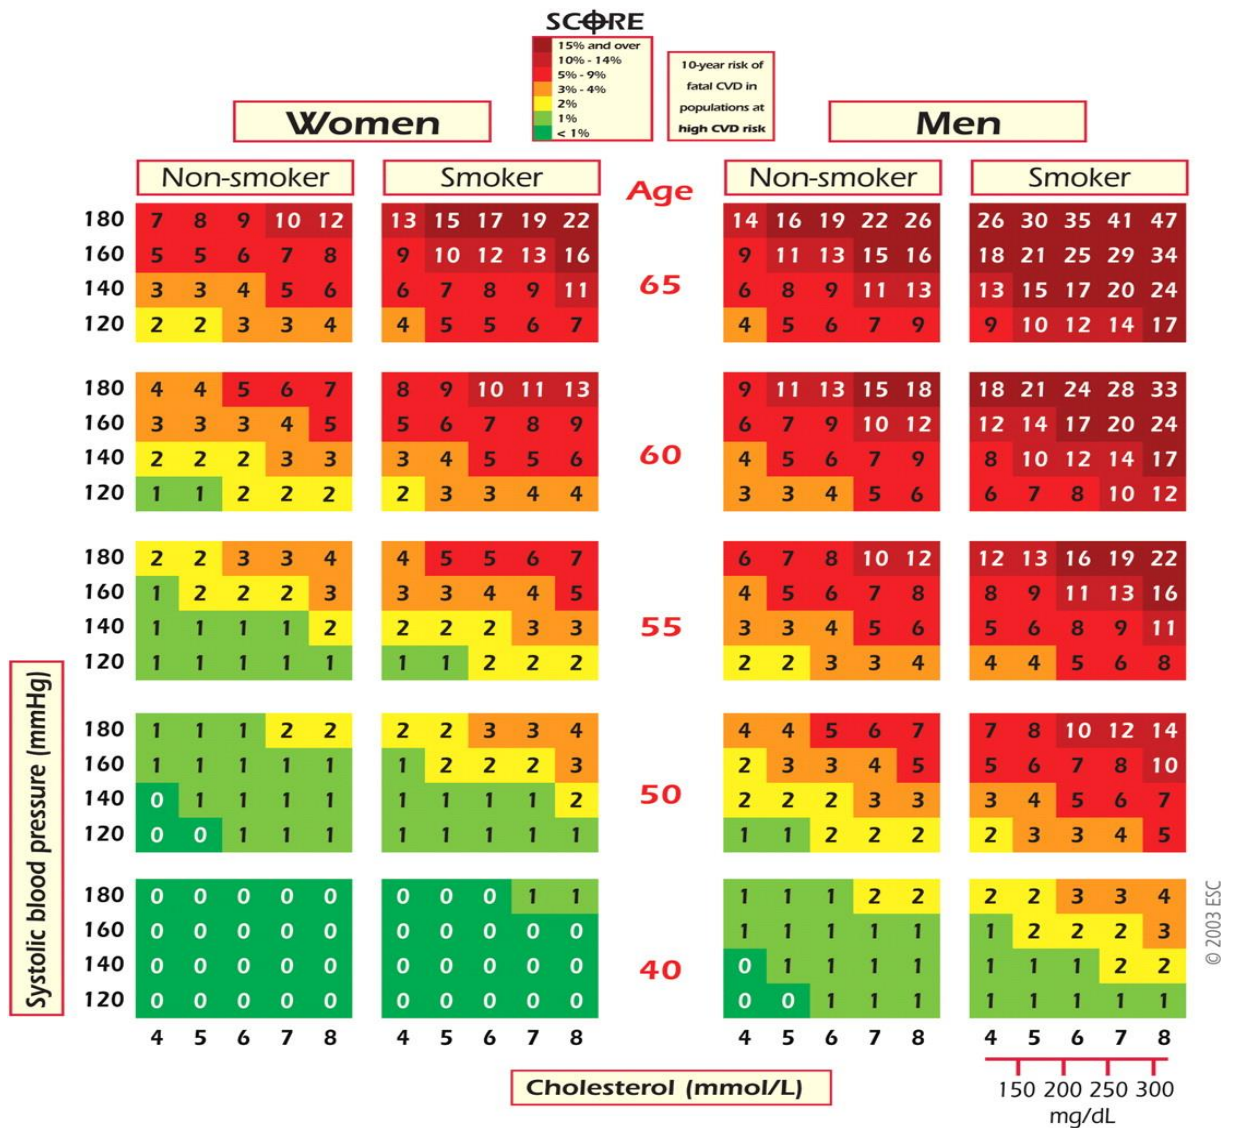 SCORE
15% and over
10% - 14%
5% - 9%
3% - 4%
2%
1%
< 1%
10-year risk of
fatal CVD in
populations at
high CVD risk
Women
Men
Non-smoker Smoker Age Non-smoker Smoker
180 7 8 9 10 12 13 15 17 19 22 14 16 19 22 26 26 30 35 41 47
160 5 5 6 7 8 9 10 12 13 16 9 11 13 15 16 18 21 25 29 34
65
140 3 3 4 5 6 6 7 8 9 11 6 8 9 11 13 13 15 17 20 24
120 2 2 3 3 4 4 5 5 6 7 4 5 6 7 9 9 10 12 14 17
180 4 4 5 6 7 8 9 10 11 13 9 11 13 15 18 18 21 24 28 33
160 3 3 3 4 5 5 6 7 8 9 6 7 9 10 12 12 14 17 20 24
140 2 2 2 3 3 3 4 5 5 6 60 4 5 6 7 9 8 10 12 14 17
120 1 1 2 2 2 2 3 3 4 4 3 3 4 5 6 6 7 8 10 12
180 2 2 3 3 4 4 5 5 6 7 6 7 8 10 12 12 13 16 19 22
160 1 2 2 2 3 3 3 4 4 5 4 5 6 7 8 8 9 11 13 16
140 1 1 1 1 2 2 2 2 3 3 55 3 3 4 5 6 5 6 8 9 11
120 1 1 1 1 1 1 1 2 2 2 2 2 3 3 4 4 4 5 6 8
180 1 1 1 2 2 2 2 3 3 4 4 4 5 6 7 7 8 10 12 14
160 1 1 1 1 1 1 2 2 2 3 2 3 3 4 5 5 6 7 8 10
140 0 1 1 1 1 1 1 1 1 2 50 2 2 2 3 3 3 4 5 6 7
120 0 0 1 1 1 1 1 1 1 1 1 1 2 2 2 2 3 3 4 5
180 0 0 0 0 0 0 0 0 1 1 1 1 1 2 2 2 2 3 3 4
160 0 0 0 0 0 0 0 0 0 0 1 1 1 1 1 1 2 2 2 3
140 0 0 0 0 0 0 0 0 0 0 40 0 1 1 1 1 1 1 1 2 2
120 0 0 0 0 0 0 0 0 0 0 0 0 1 1 1 1 1 1 1 1
4 5 6 7 8 4 5 6 7 8 4 5 6 7 8 4 5 6 7 8
Systolic blood pressure (mmHg)
Cholesterol (mmol/L)
150 200 250 300
mg/dL
© 2003 ESC